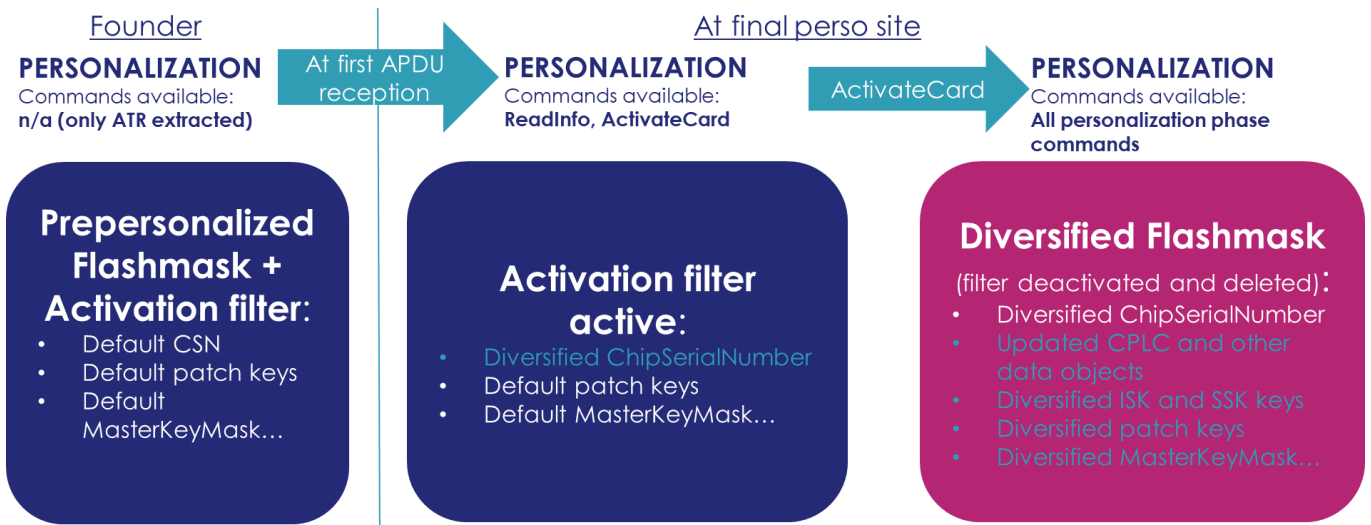 Founder
At final perso site
PERSONALIZATION
Commands available:
n/a (only ATR extracted)
At first APDU
reception
PERSONALIZATION
Commands available:
ReadInfo, ActivateCard
ActivateCard
PERSONALIZATION
Commands available:
All personalization phase
commands
Prepersonalized
Flashmask +
Activation filter:
• Default CSN
• Default patch keys
• Default
MasterKeyMask…
Activation filter
active:
• Diversified ChipSerialNumber
• Default patch keys
• Default MasterKeyMask…
Diversified Flashmask
(filter deactivated and deleted):
• Diversified ChipSerialNumber
• Updated CPLC and other
data objects
• Diversified ISK and SSK keys
• Diversified patch keys
• Diversified MasterKeyMask…